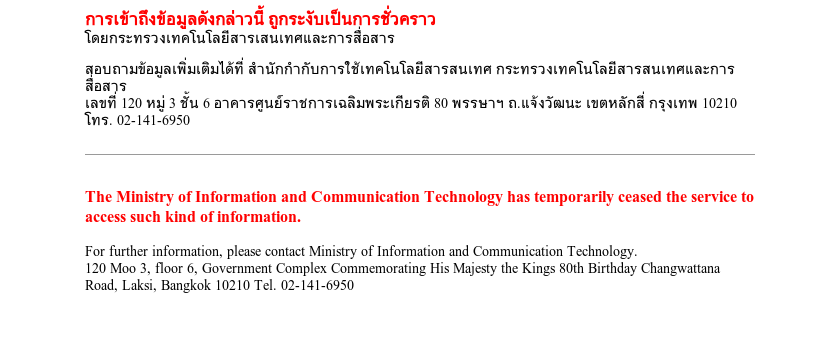 การเข้าถึงข้อมูลดังกล่าวนี้ ถูกระงับเป็นการชั่วคราว
โดยกระทรวงเทคโนโลยีสารเสนเทศและการสื่อสาร
สอบถามข้อมูลเพิ่มเติมได้ที่ สำนักกำกับการใช้เทคโนโลยีสารสนเทศ กระทรวงเทคโนโลยีสารสนเทศและการ
สื่อสาร
เลขที่ 120 หมู่ 3 ชั้น 6 อาคารศูนย์ราชการเฉลิมพระเกียรติ 80 พรรษาฯ ถ.แจ้งวัฒนะ เขตหลักสี่ กรุงเทพ 10210
โทร. 02-141-6950
The Ministry of Information and Communication Technology has temporarily ceased the service to
access such kind of information.
For further information, please contact Ministry of Information and Communication Technology.
120 Moo 3, floor 6, Government Complex Commemorating His Majesty the Kings 80th Birthday Changwattana
Road, Laksi, Bangkok 10210 Tel. 02-141-6950